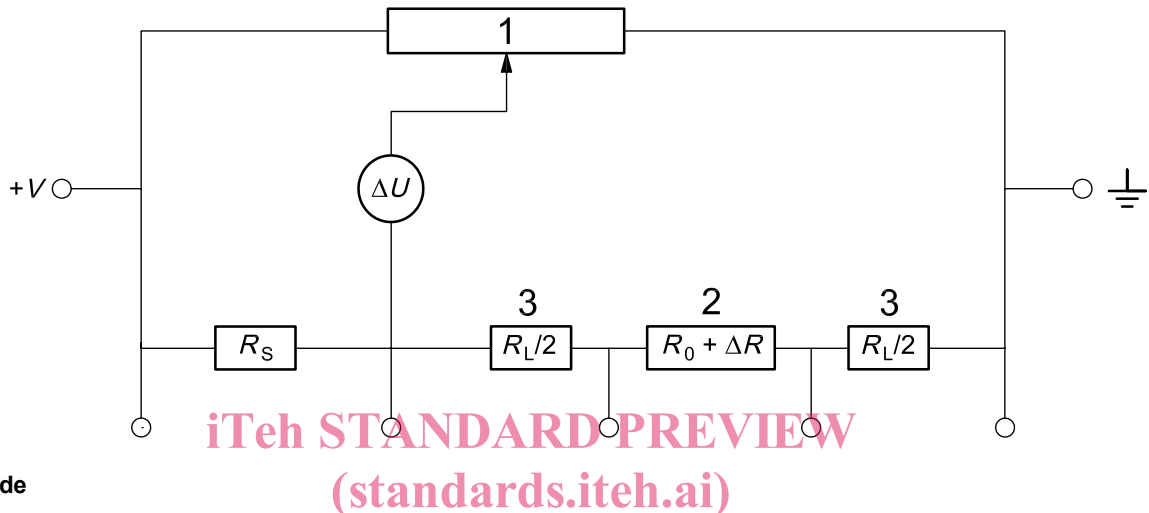 1
+V
ΔU
3
2
3
R_S
R_L/2
R_0 + ΔR
R_L/2
iTeh STANDARD PREVIEW
(standards.iteh.ai)
de